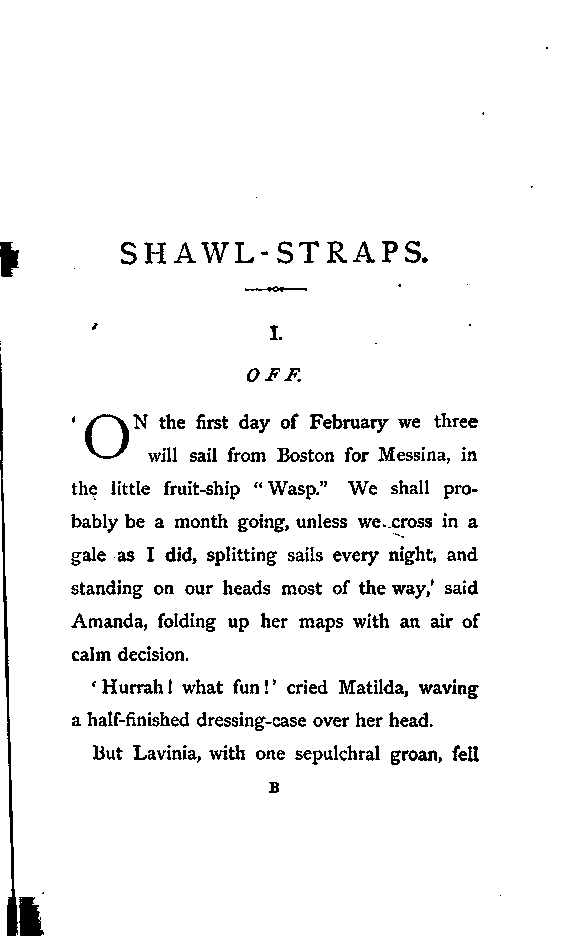 SHAWL-STRAPS.
I.
OFF.
‘ON the first day of February we three
will sail from Boston for Messina, in
the little fruit-ship “Wasp.” We shall pro-
bably be a month going, unless we cross in a
gale as I did, splitting sails every night, and
standing on our heads most of the way,’ said
Amanda, folding up her maps with an air of
calm decision.
‘Hurrah! what fun!’ cried Matilda, waving
a half-finished dressing-case over her head.
But Lavinia, with one sepulchral groan, fell
B